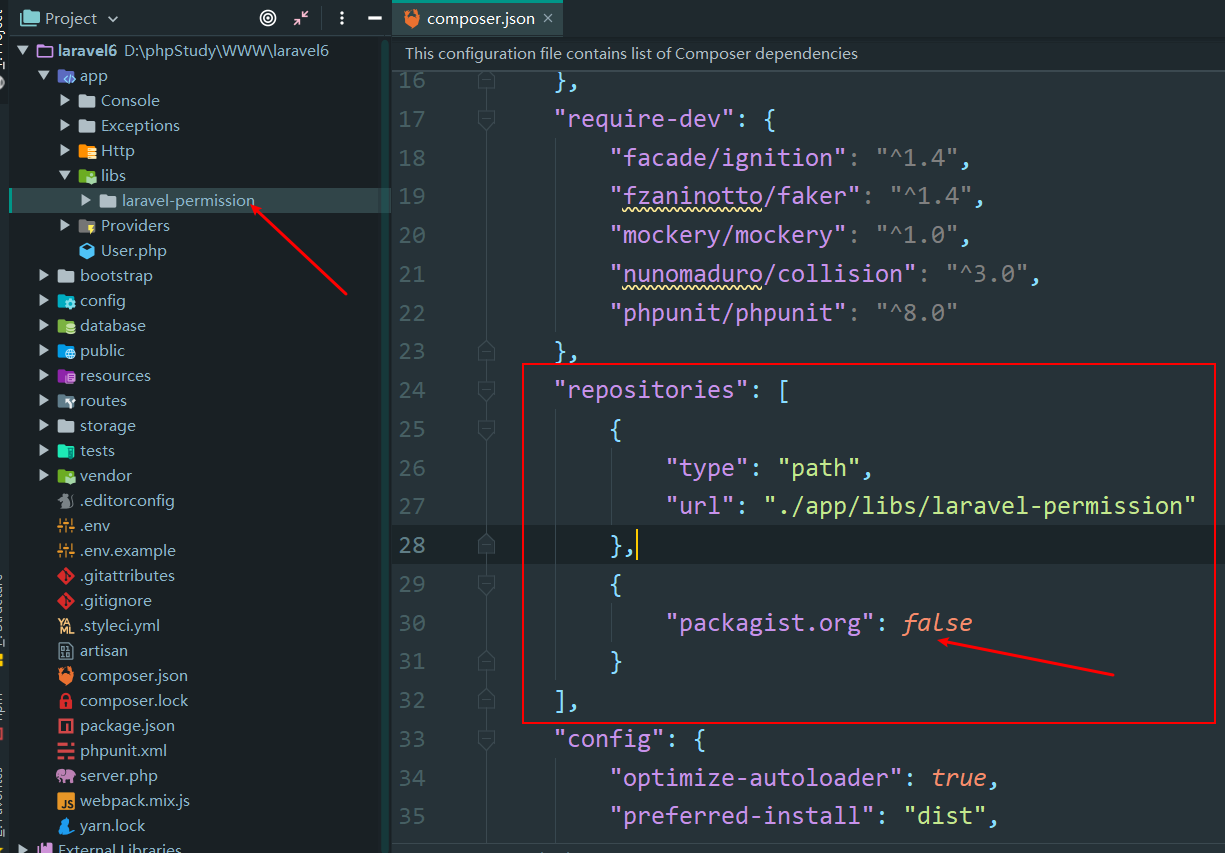 Project
laravel6 D:\phpStudy\WWW\laravel6
app
Console
Exceptions
Http
libs
laravel-permission
Providers
User.php
bootstrap
config
database
public
resources
routes
storage
tests
vendor
.editorconfig
.env
.env.example
.gitattributes
.gitignore
.styleci.yml
artisan
composer.json
composer.lock
package.json
phpunit.xml
server.php
webpack.mix.js
yarn.lock
External Libraries
composer.json
This configuration file contains list of Composer dependencies
16 },
17 "require-dev": {
18 "facade/ignition": "^1.4",
19 "fzaninotto/faker": "^1.4",
20 "mockery/mockery": "^1.0",
21 "nunomaduro/collision": "^3.0",
22 "phpunit/phpunit": "^8.0"
23 },
24 "repositories": [
25 {
26 "type": "path",
27 "url": "./app/libs/laravel-permission"
28 },
29 {
30 "packagist.org": false
31 }
32 ],
33 "config": {
34 "optimize-autoloader": true,
35 "preferred-install": "dist",